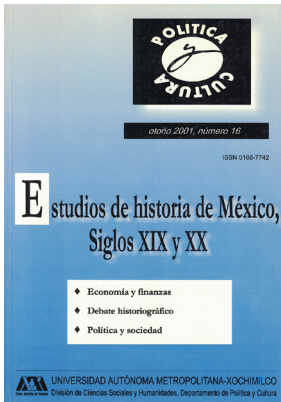 POLITICA
y
CULTURA
otoño 2001, número 16
ISSN 0188-7742
Estudios de historia de México,
Siglos XIX y XX
♦ Economía y finanzas
♦ Debate historiográfico
♦ Política y sociedad
UNIVERSIDAD AUTÓNOMA METROPOLITANA-XOCHIMILCO
División de Ciencias Sociales y Humanidades, Departamento de Política y Cultura